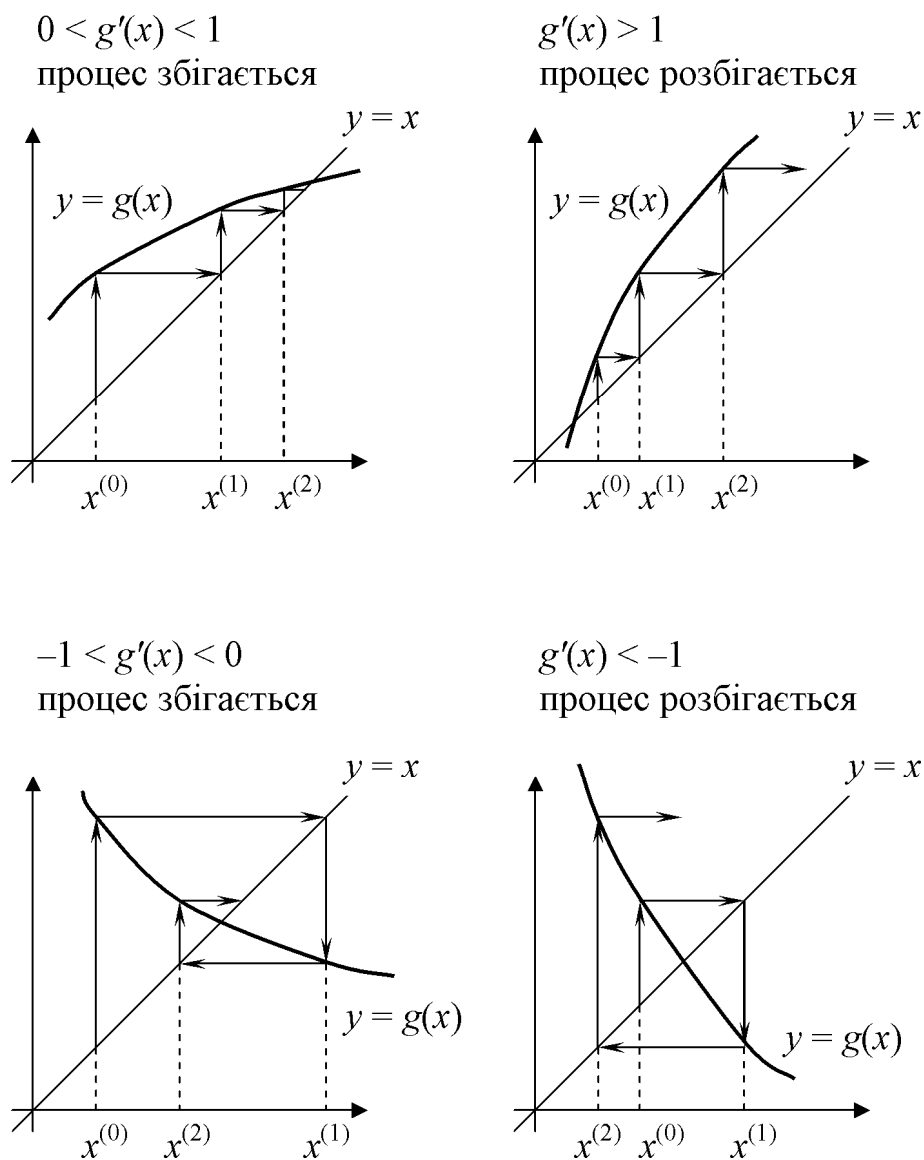 0 < g′(x) < 1
процес збігається
y = x
y = g(x)
x⁽⁰⁾ x⁽¹⁾ x⁽²⁾
g′(x) > 1
процес розбігається
y = x
y = g(x)
x⁽⁰⁾ x⁽¹⁾ x⁽²⁾
–1 < g′(x) < 0
процес збігається
y = x
y = g(x)
x⁽⁰⁾ x⁽²⁾ x⁽¹⁾
g′(x) < –1
процес розбігається
y = x
y = g(x)
x⁽²⁾ x⁽⁰⁾ x⁽¹⁾